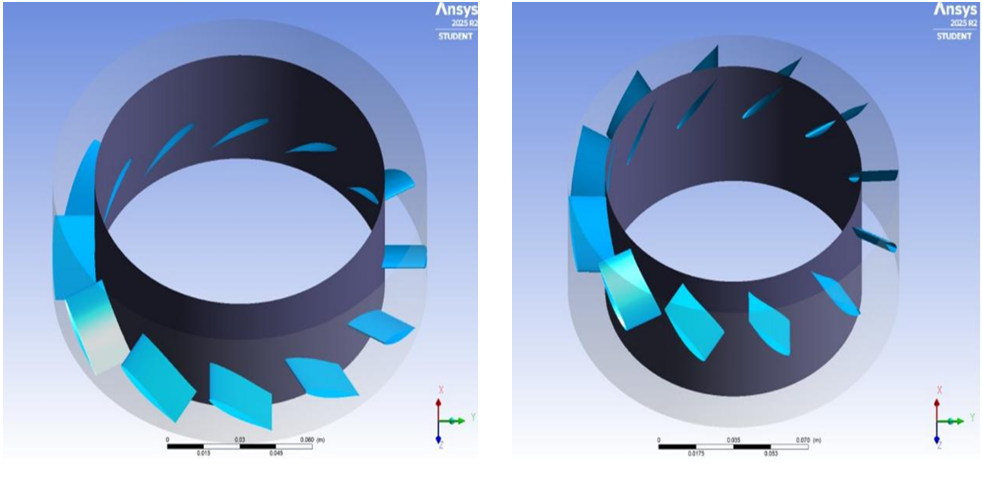 Ansys
2025 R2
STUDENT
X
Y
Z
0
0.03
0.060 (m)
0.015
0.045
Ansys
2025 R2
STUDENT
X
Y
Z
0
0.035
0.070 (m)
0.0175
0.053